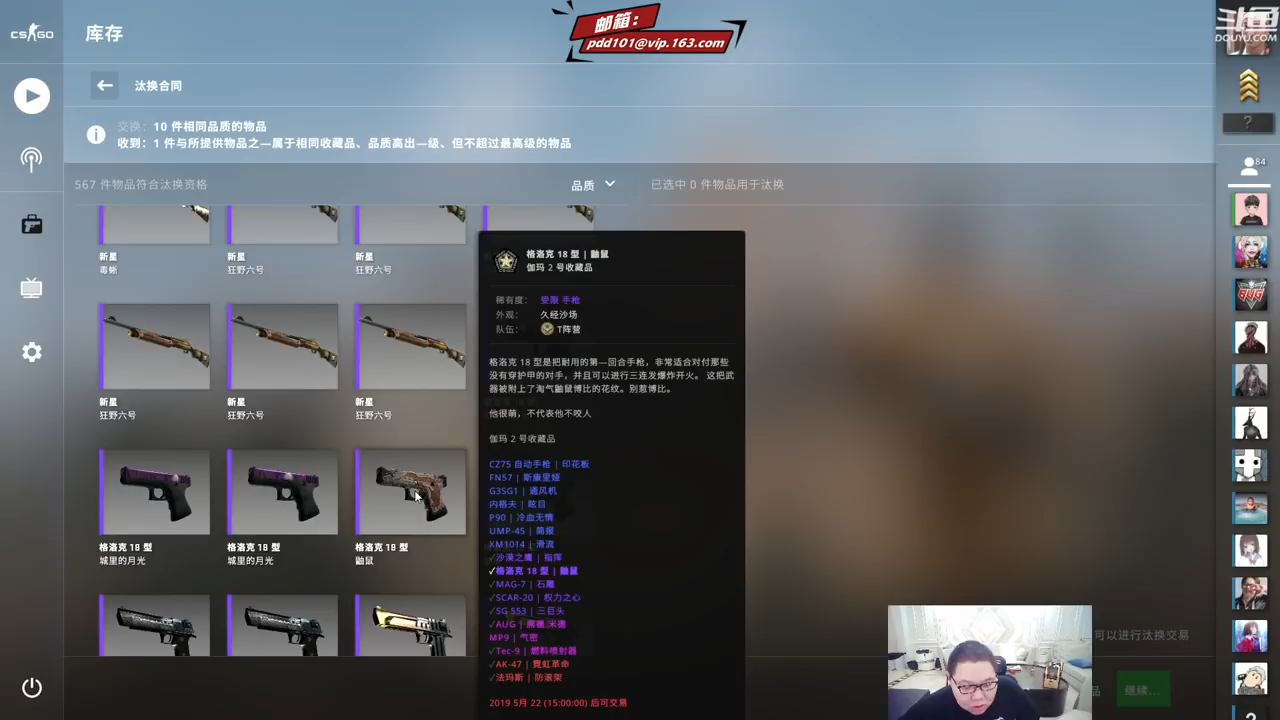 CS:GO
库存
邮箱：
pdd101@vip.163.com
斗鱼
DOUYU.COM
汰换合同
交换： 10 件相同品质的物品
收到：1 件与所提供物品之一属于相同收藏品、品质高出一级、但不超过最高级的物品
567 件物品符合汰换资格
品质
已选中 0 件物品用于汰换
84
新星
毒蜥
新星
狂野六号
新星
狂野六号
新星
狂野六号
新星
狂野六号
新星
狂野六号
格洛克 18 型
城里的月光
格洛克 18 型
城里的月光
格洛克 18 型
鼬鼠
格洛克 18 型 | 鼬鼠
伽玛 2 号收藏品
稀有度： 受限 手枪
外观： 久经沙场
队伍： T阵营
格洛克 18 型是把耐用的第一回合手枪，非常适合对付那些
没有穿护甲的对手，并且可以进行三连发爆炸开火。 这把武
器被附上了淘气鼬鼠博比的花纹。别惹博比。
他很萌，不代表他不咬人
伽玛 2 号收藏品
CZ75 自动手枪 | 印花板
FN57 | 斯康里娅
G3SG1 | 通风机
内格夫 | 眩目
P90 | 冷血无情
UMP-45 | 简报
XM1014 | 滑流
✓沙漠之鹰 | 指挥
✓格洛克 18 型 | 鼬鼠
✓MAG-7 | 石雕
✓SCAR-20 | 权力之心
✓SG 553 | 三巨头
✓AUG | 席德.米德
MP9 | 气密
✓Tec-9 | 燃料喷射器
✓AK-47 | 霓虹革命
✓法玛斯 | 防滚架
2019 5月 22 (15:00:00) 后可交易
可以进行汰换交易
品
继续...